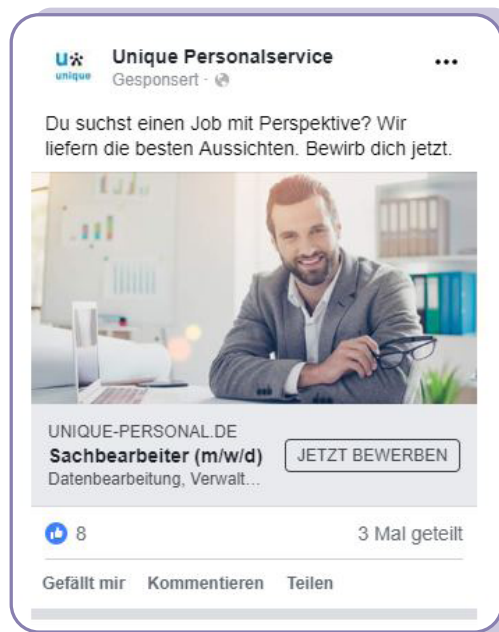 u
unique
Unique Personalservice
Gesponsert ·
Du suchst einen Job mit Perspektive? Wir
liefern die besten Aussichten. Bewirb dich jetzt.
UNIQUE-PERSONAL.DE
Sachbearbeiter (m/w/d)
JETZT BEWERBEN
Datenbearbeitung, Verwalt...
8
3 Mal geteilt
Gefällt mir Kommentieren Teilen